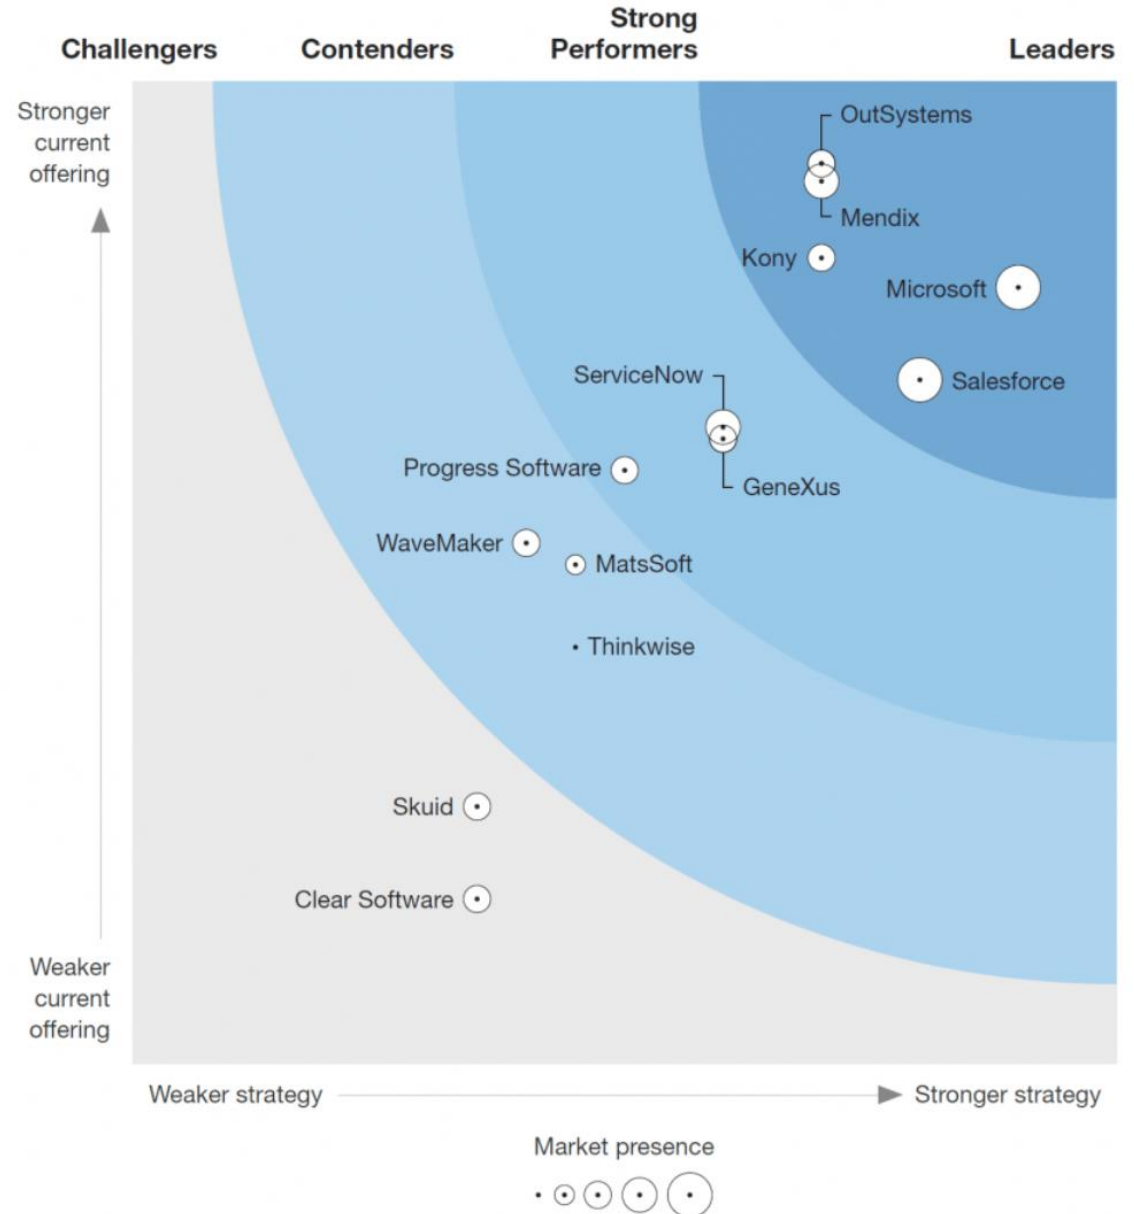 Challengers
Contenders
Strong
Performers
Leaders
Stronger
current
offering
OutSystems
Mendix
Kony
Microsoft
Salesforce
ServiceNow
Progress Software
GeneXus
WaveMaker
MatsSoft
Thinkwise
Skuid
Clear Software
Weaker
current
offering
Weaker strategy
Stronger strategy
Market presence